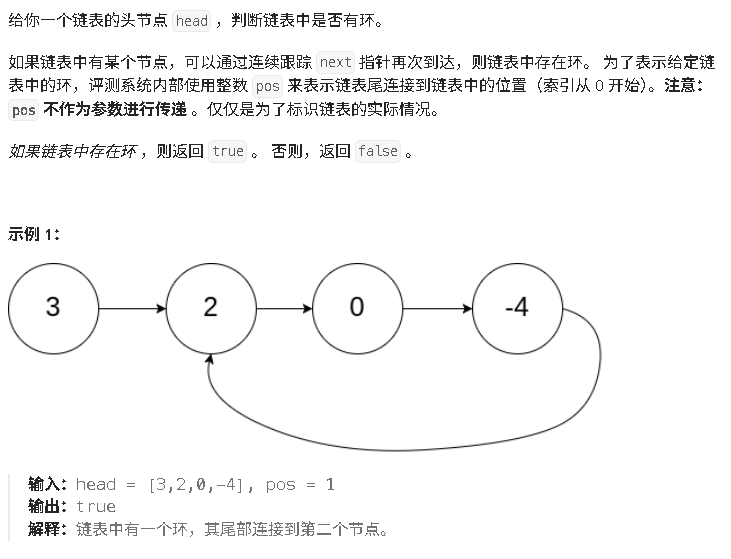 给你一个链表的头节点 head ，判断链表中是否有环。
如果链表中有某个节点，可以通过连续跟踪 next 指针再次到达，则链表中存在环。 为了表示给定链
表中的环，评测系统内部使用整数 pos 来表示链表尾连接到链表中的位置（索引从 0 开始）。注意：
pos 不作为参数进行传递 。仅仅是为了标识链表的实际情况。
如果链表中存在环 ，则返回 true 。 否则，返回 false 。
示例 1：
3 2 0 -4
输入：head = [3,2,0,-4], pos = 1
输出：true
解释：链表中有一个环，其尾部连接到第二个节点。